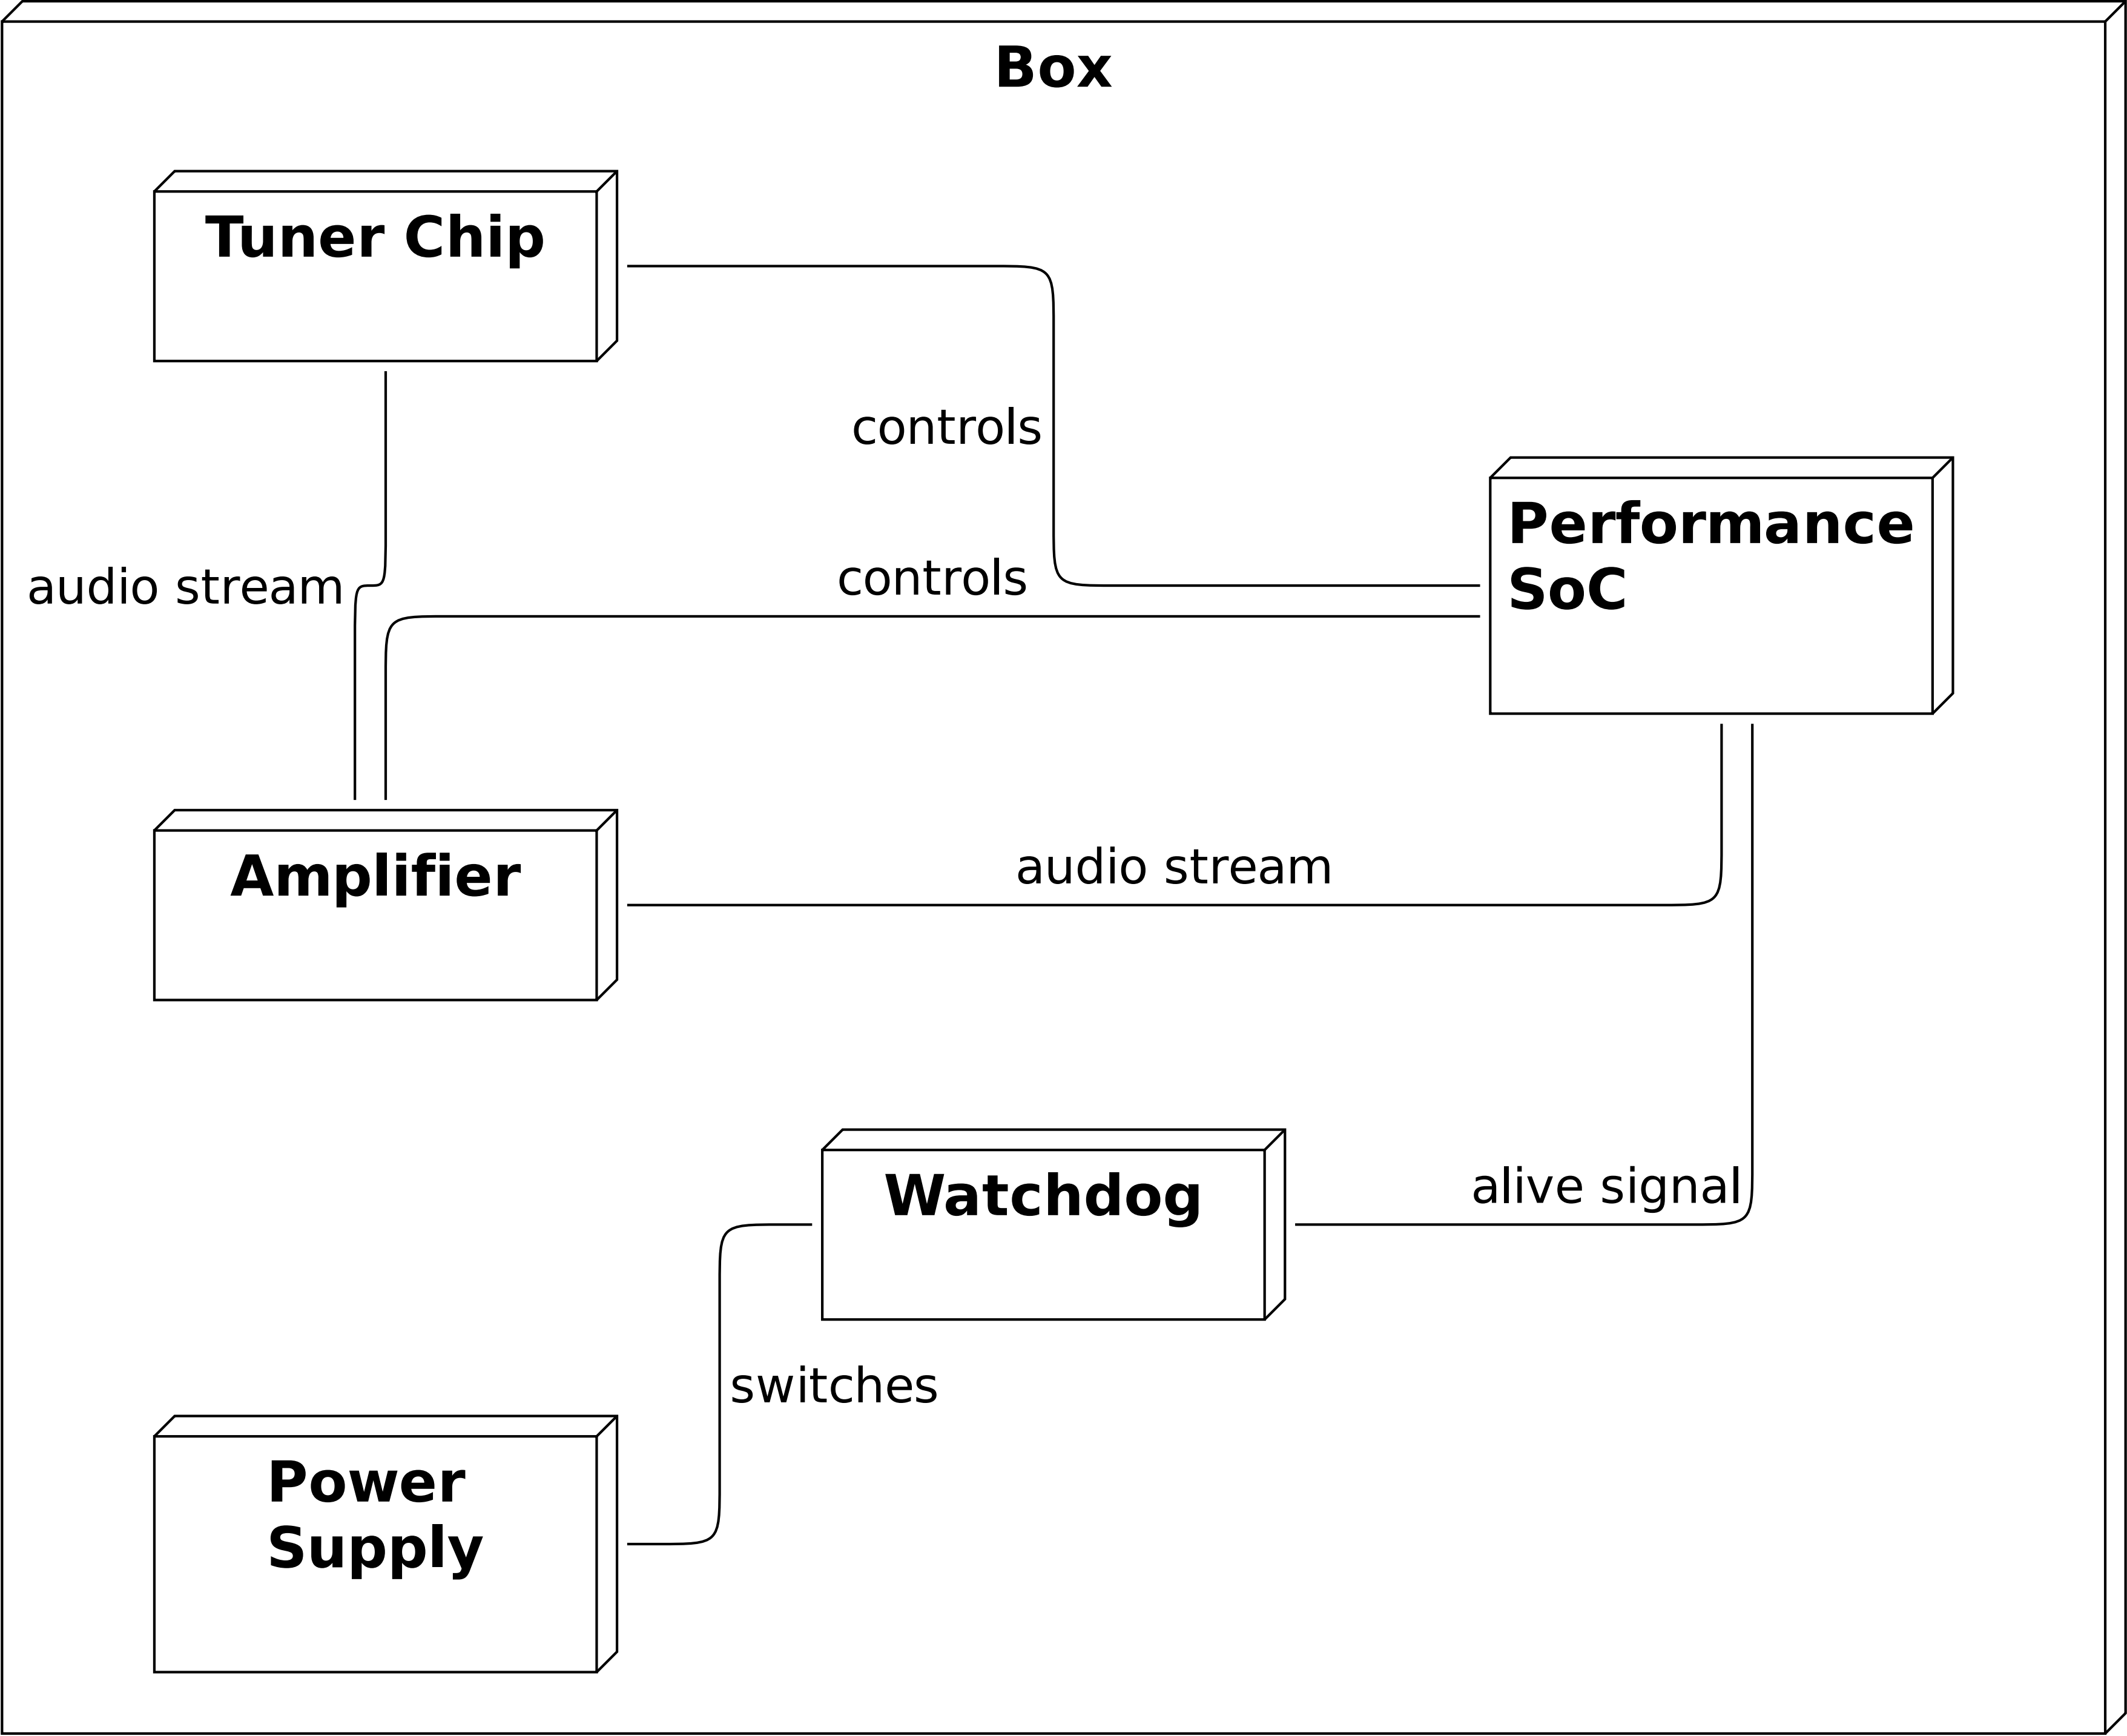 Box
Tuner Chip
controls
Performance
SoC
audio stream
controls
Amplifier
audio stream
Watchdog
alive signal
switches
Power
Supply